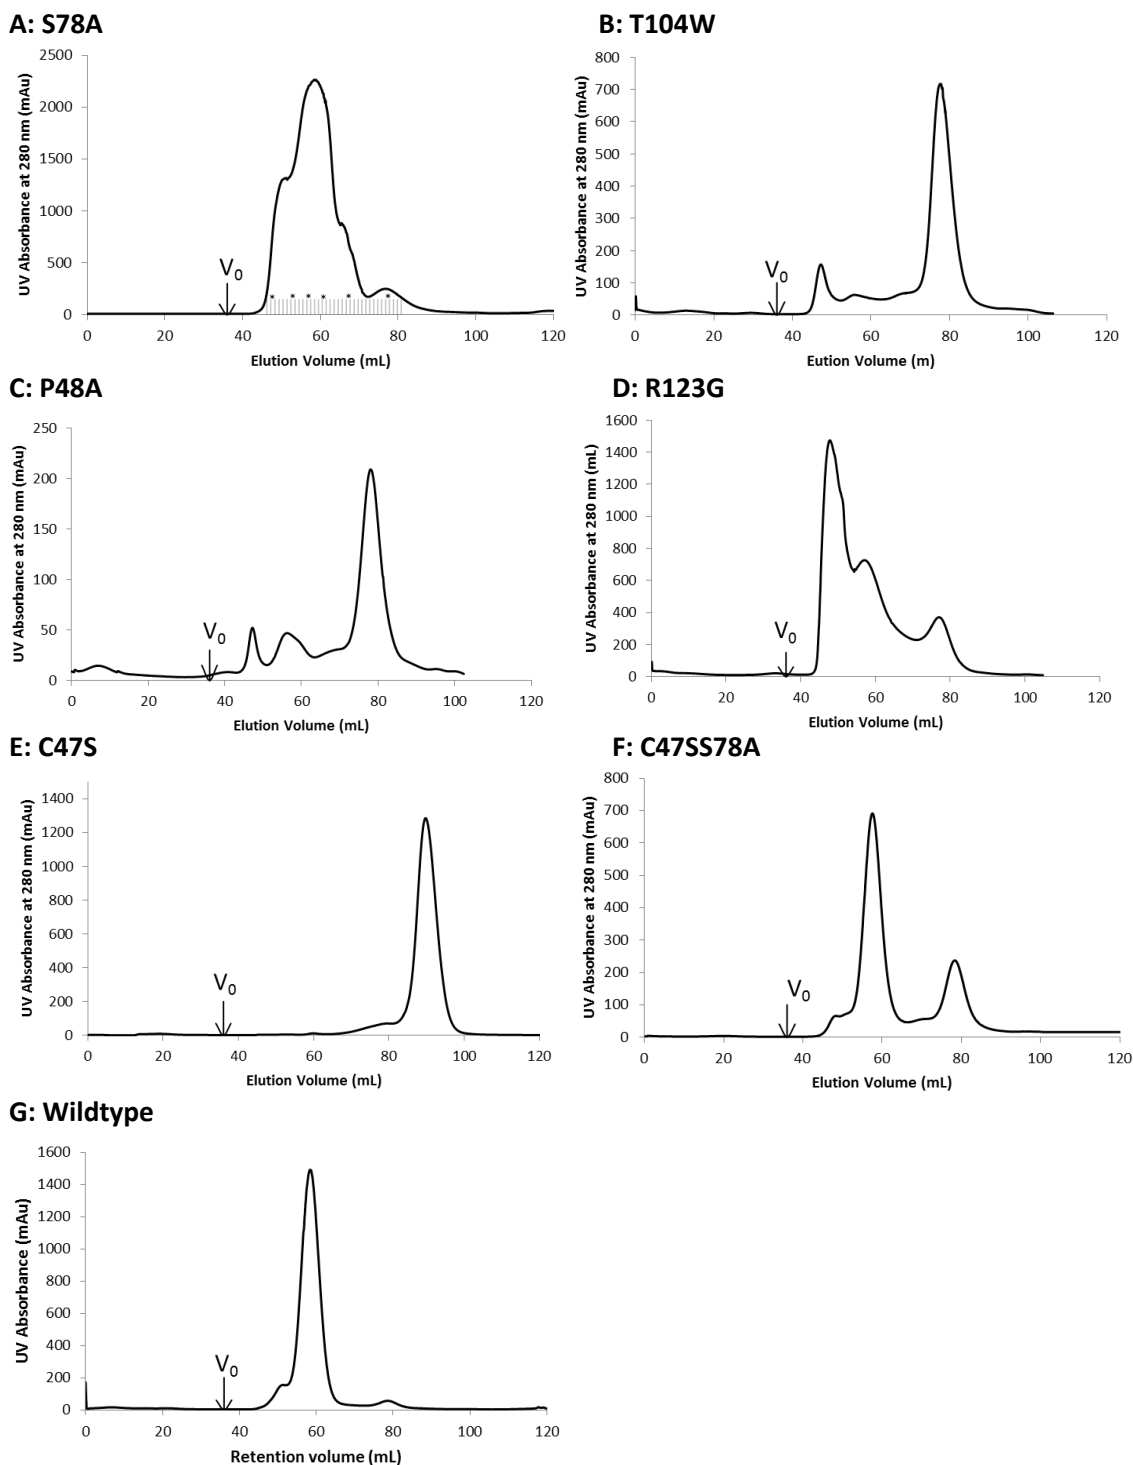 A: S78A
UV Absorbance at 280 nm (mAu)
2500
2000
1500
1000
500
0
V0
* * * * * *
0 20 40 60 80 100 120
Elution Volume (mL)
B: T104W
UV Absorbance at 280 nm (mAu)
800
700
600
500
400
300
200
100
0
V0
0 20 40 60 80 100 120
Eution Volume (m)
C: P48A
UV Absorbance at 280 nm (mAu)
250
200
150
100
50
0
V0
0 20 40 60 80 100 120
Elution Volume (mL)
D: R123G
UV Absorbance at 280 nm (mL)
1600
1400
1200
1000
800
600
400
200
0
V0
0 20 40 60 80 100 120
Elution Volume (mL)
E: C47S
UV Absorbance at 280 nm (mAu)
1400
1200
1000
800
600
400
200
0
V0
0 20 40 60 80 100 120
Elution Volume (mL)
F: C47SS78A
UV Absorbance at 280 nm (mAu)
800
700
600
500
400
300
200
100
0
V0
0 20 40 60 80 100 120
Elution Volume (mL)
G: Wildtype
UV Absorbance (mAu)
1600
1400
1200
1000
800
600
400
200
0
V0
0 20 40 60 80 100 120
Retention volume (mL)